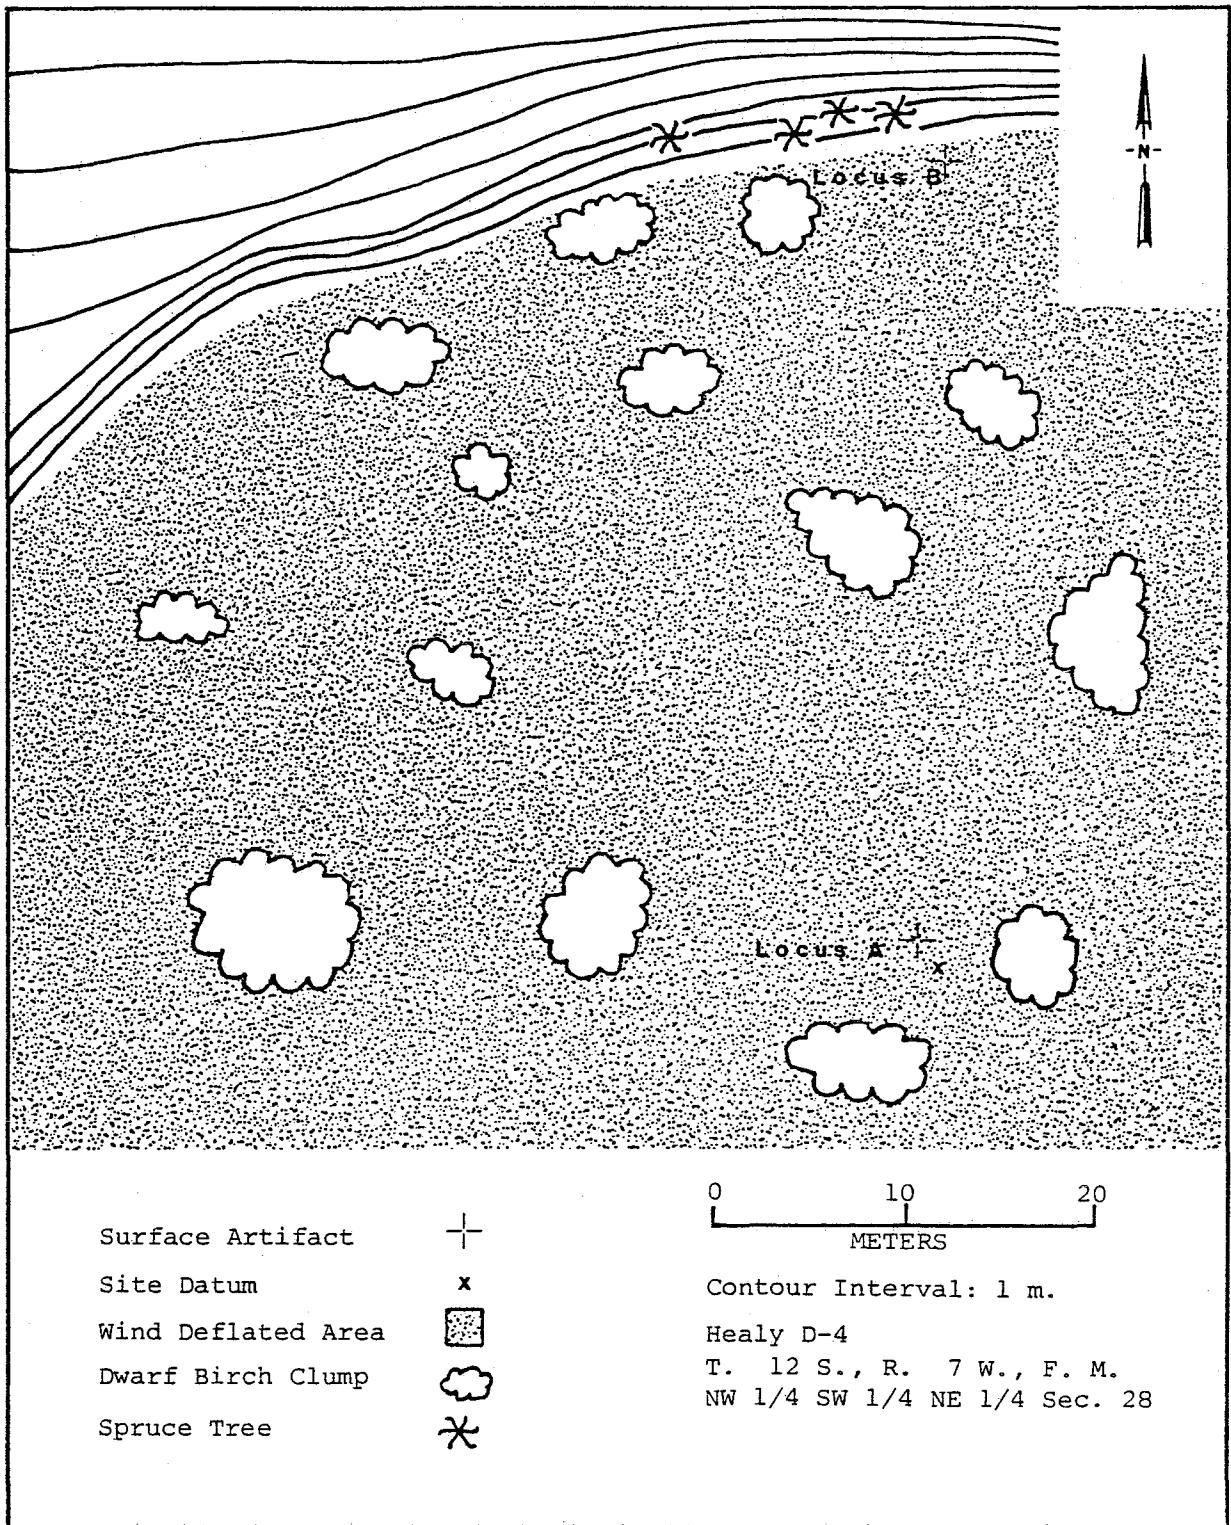 -N-
Locus B
Locus A
x
0 10 20
METERS
Surface Artifact
Site Datum x
Wind Deflated Area
Dwarf Birch Clump
Spruce Tree
Contour Interval: 1 m.
Healy D-4
T. 12 S., R. 7 W., F. M.
NW 1/4 SW 1/4 NE 1/4 Sec. 28